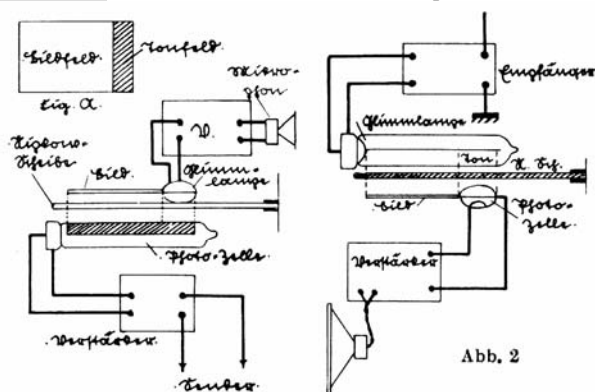 Bildfeld
Tonfeld
Fig. A
Mikro-
phon
V.
Nipkow-
Scheibe
Bild
Glimm-
lampe
Photo-Zelle
Verstärker
Sender
Empfänger
Glimmlampe
Ton
N. Sch.
Bild
Photo-
Zelle
Verstärker
Abb. 2